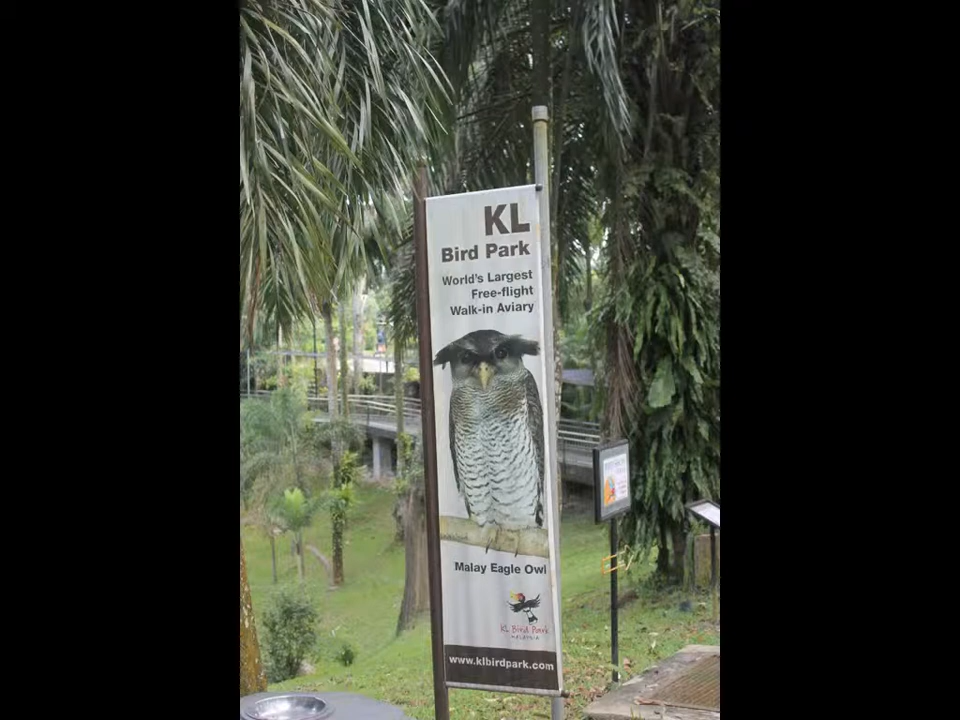 KL
Bird Park
World's Largest
Free-flight
Walk-in Aviary
Malay Eagle Owl
KL Bird Park
MALAYSIA
www.klbirdpark.com